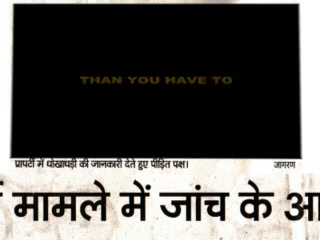 THAN YOU HAVE TO
प्रापर्टी में धोखाधड़ी की जानकारी देते हुए पीड़ित पक्ष। जागरण
मामले में जांच के